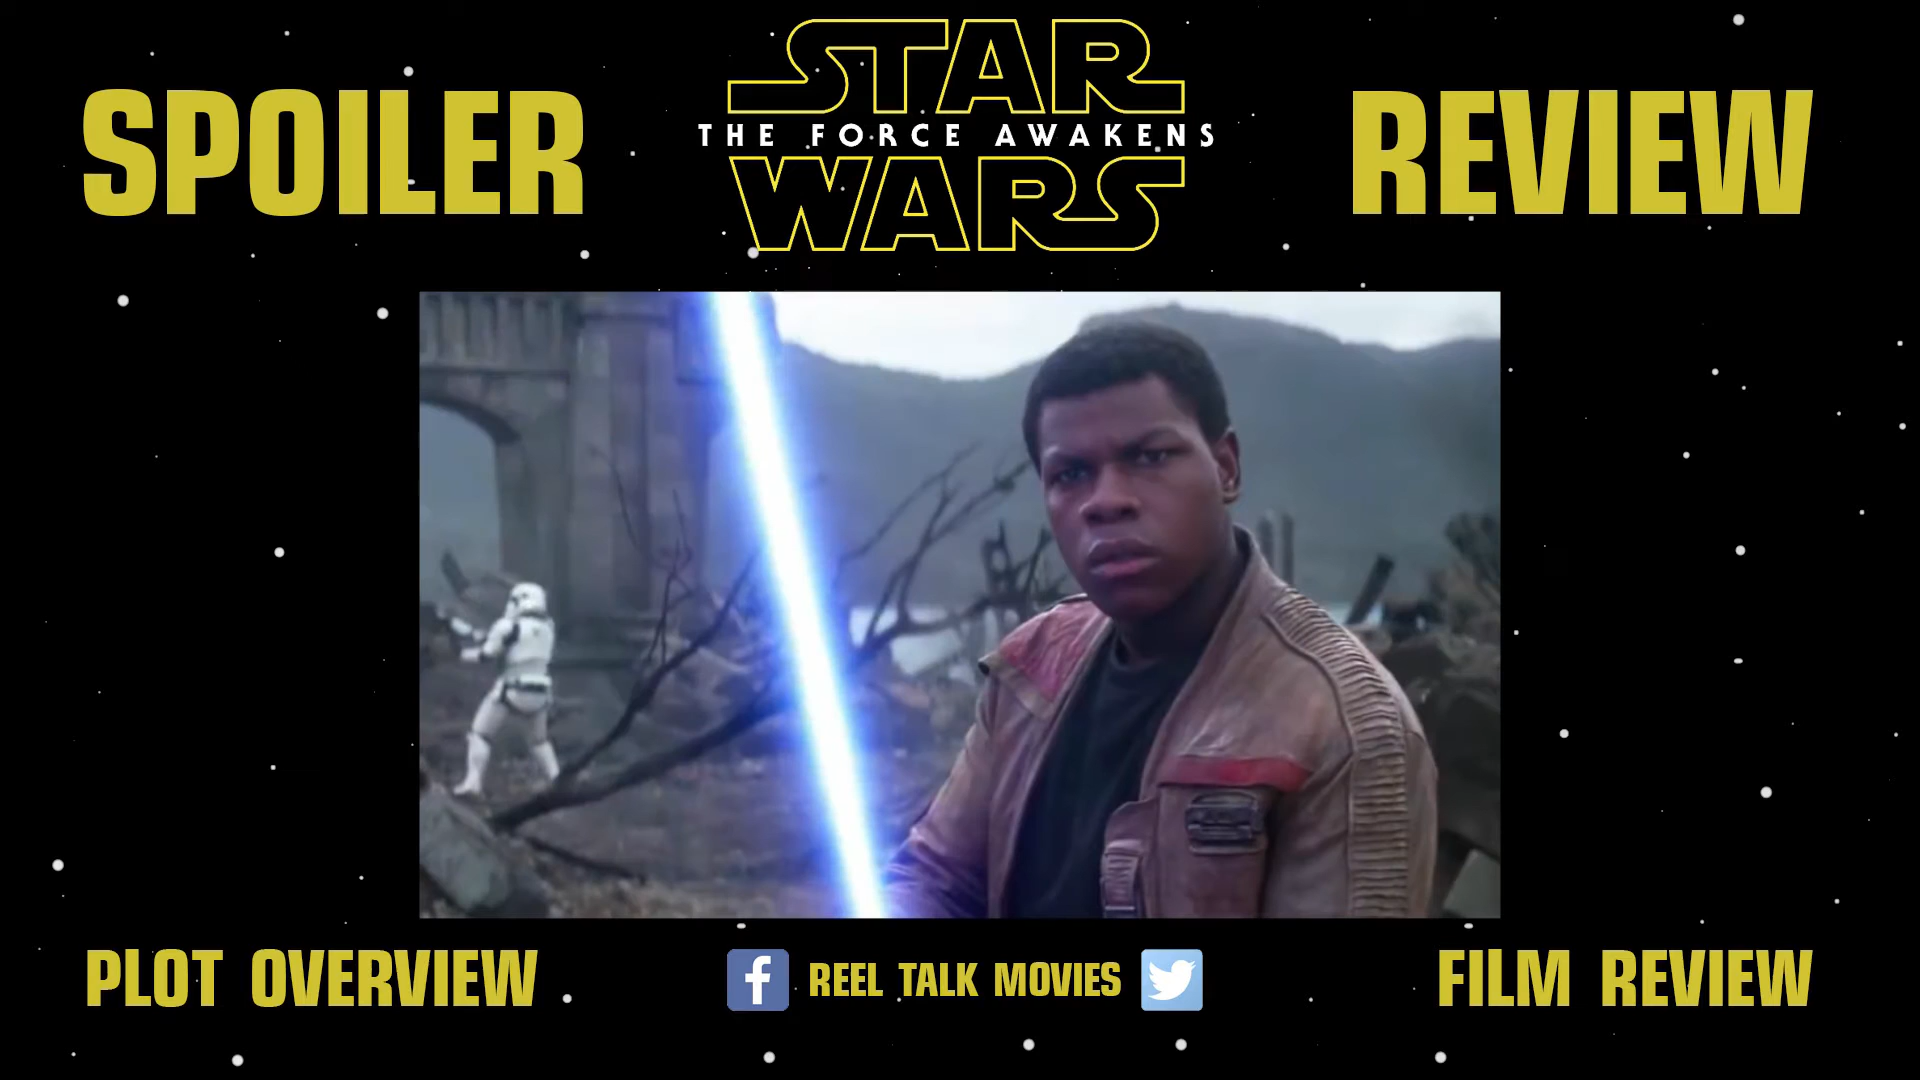 SPOILER
STAR
THE FORCE AWAKENS
WARS
REVIEW
PLOT OVERVIEW
REEL TALK MOVIES
FILM REVIEW